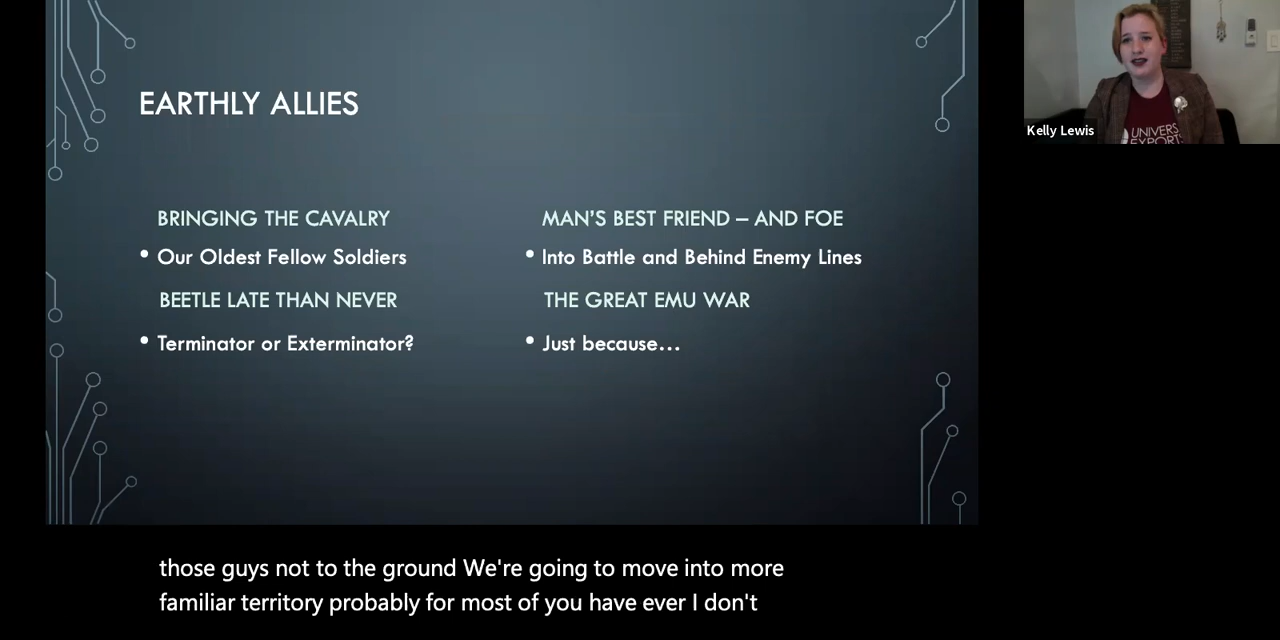 EARTHLY ALLIES
BRINGING THE CAVALRY
• Our Oldest Fellow Soldiers
BEETLE LATE THAN NEVER
• Terminator or Exterminator?
MAN'S BEST FRIEND – AND FOE
• Into Battle and Behind Enemy Lines
THE GREAT EMU WAR
• Just because...
Kelly Lewis
UNIVERS
EXPORTS
those guys not to the ground We're going to move into more
familiar territory probably for most of you have ever I don't